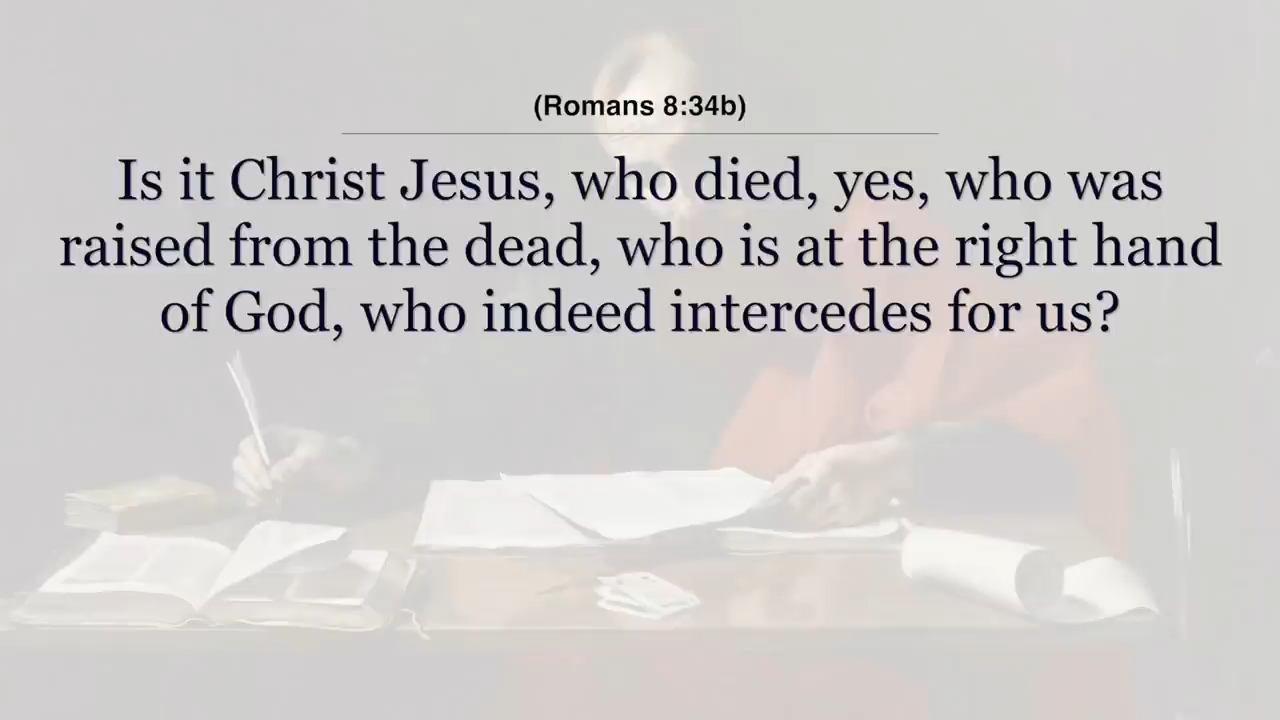 (Romans 8:34b)
Is it Christ Jesus, who died, yes, who was
raised from the dead, who is at the right hand
of God, who indeed intercedes for us?